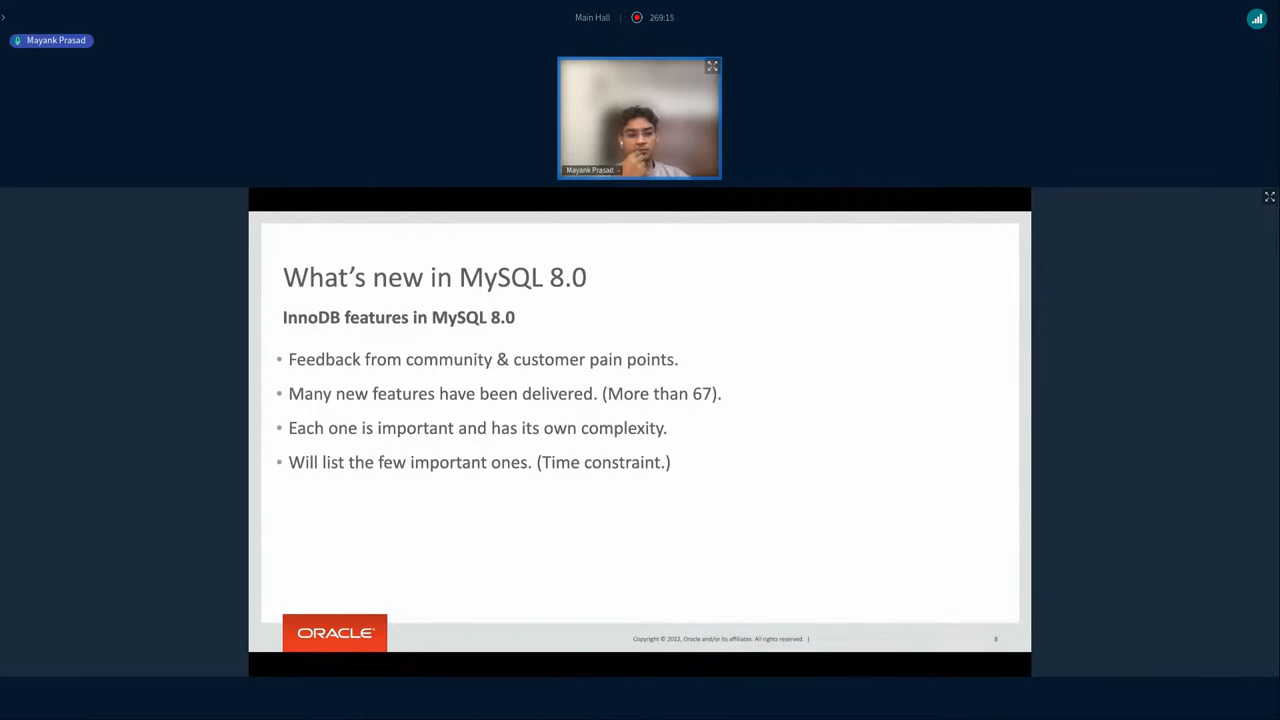 Main Hall
269:15
Mayank Prasad
Mayank Prasad
What's new in MySQL 8.0
InnoDB features in MySQL 8.0
• Feedback from community & customer pain points.
• Many new features have been delivered. (More than 67).
• Each one is important and has its own complexity.
• Will list the few important ones. (Time constraint.)
ORACLE®
Copyright © 2022, Oracle and/or its affiliates. All rights reserved. |
8